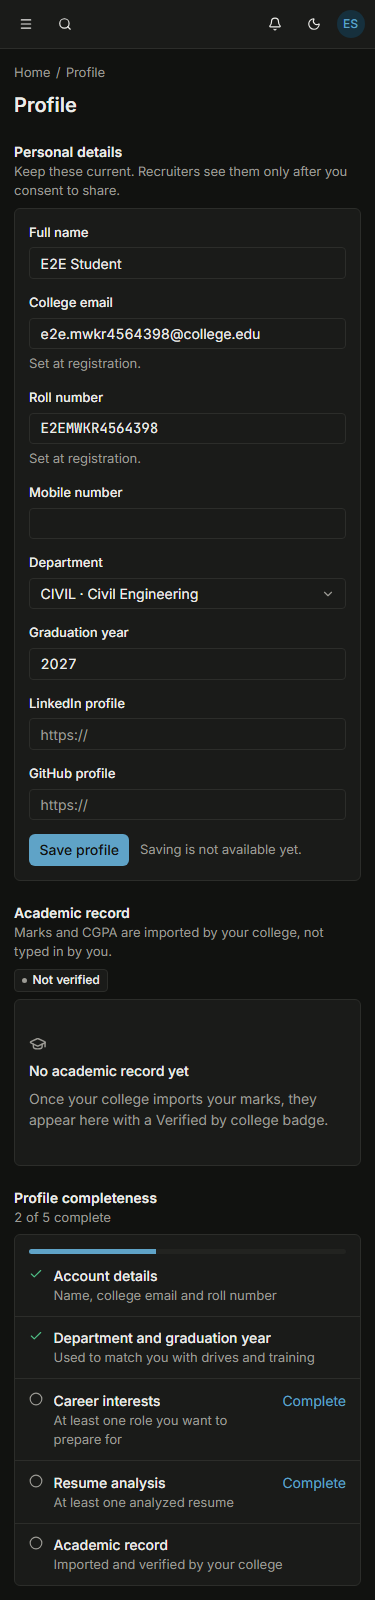 ES
Home / Profile
Profile
Personal details
Keep these current. Recruiters see them only after you
consent to share.
Full name
E2E Student
College email
e2e.mwkr4564398@college.edu
Set at registration.
Roll number
E2EMWKR4564398
Set at registration.
Mobile number
Department
CIVIL · Civil Engineering
Graduation year
2027
LinkedIn profile
https://
GitHub profile
https://
Save profile Saving is not available yet.
Academic record
Marks and CGPA are imported by your college, not
typed in by you.
Not verified
No academic record yet
Once your college imports your marks, they
appear here with a Verified by college badge.
Profile completeness
2 of 5 complete
Account details
Name, college email and roll number
Department and graduation year
Used to match you with drives and training
Career interests Complete
At least one role you want to
prepare for
Resume analysis Complete
At least one analyzed resume
Academic record
Imported and verified by your college